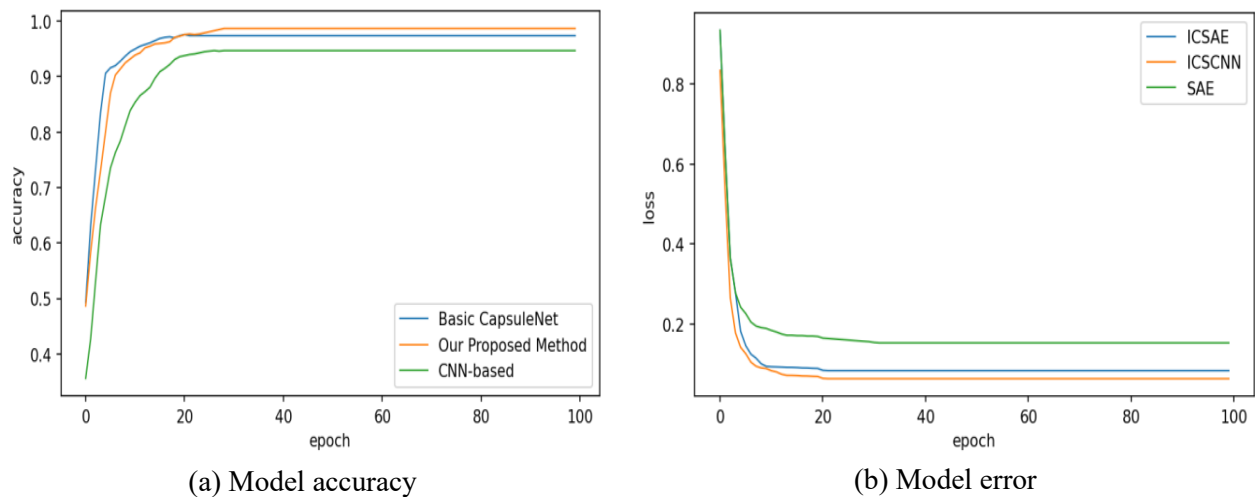 1.0
0.9
0.8
0.7
0.6
0.5
0.4
accuracy
0 20 40 60 80 100
epoch
Basic CapsuleNet
Our Proposed Method
CNN-based
(a) Model accuracy
0.8
0.6
0.4
0.2
loss
0 20 40 60 80 100
epoch
ICSAE
ICSCNN
SAE
(b) Model error